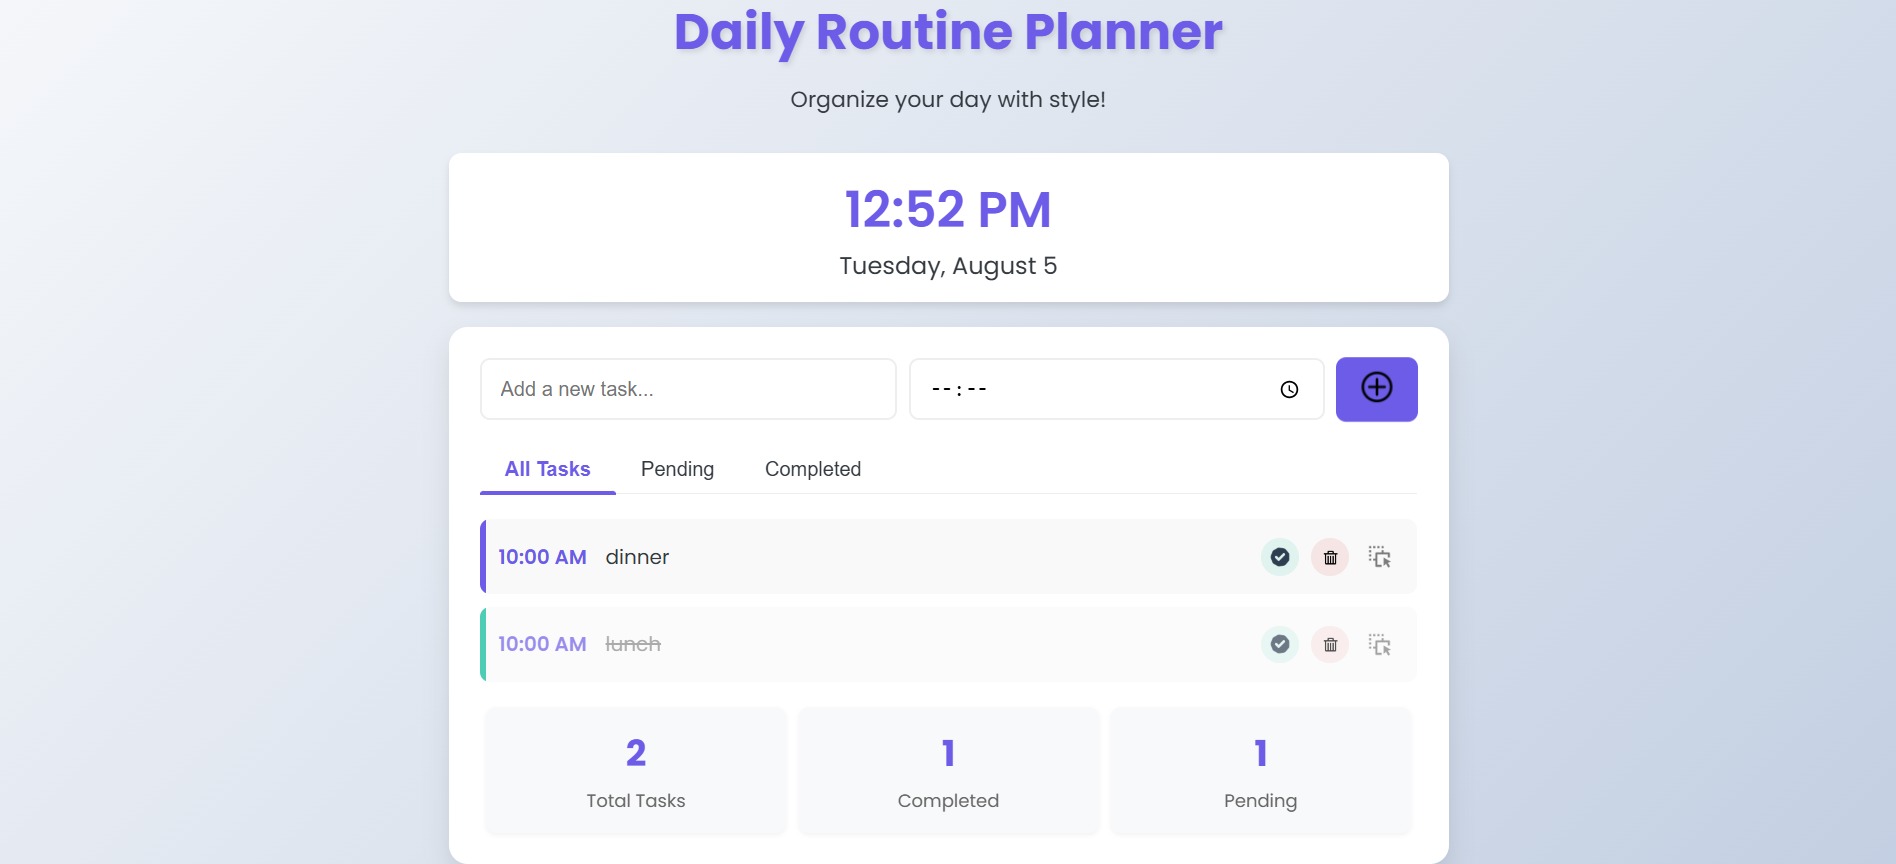 Daily Routine Planner
Organize your day with style!
12:52 PM
Tuesday, August 5
Add a new task... --:--
All Tasks Pending Completed
10:00 AM dinner
10:00 AM lunch
2 1 1
Total Tasks Completed Pending